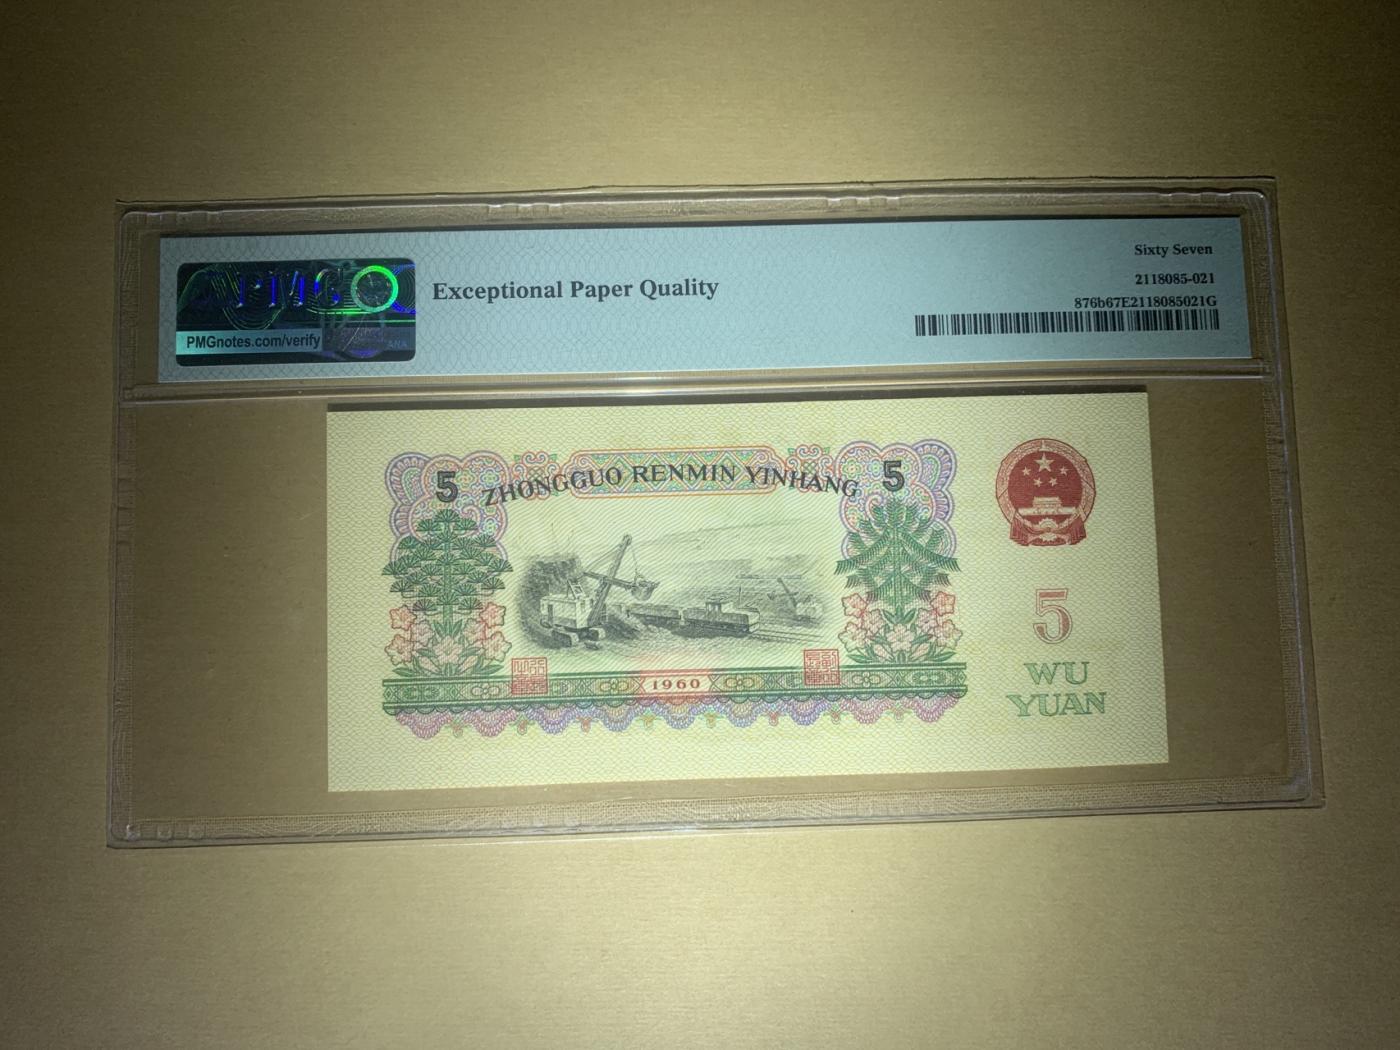 PMG
PMGnotes.com/verify
ANA
Exceptional Paper Quality
Sixty Seven
2118085-021
876b67E2118085021G
5 ZHONGGUO RENMIN YINHANG 5
1960
5
WU
YUAN